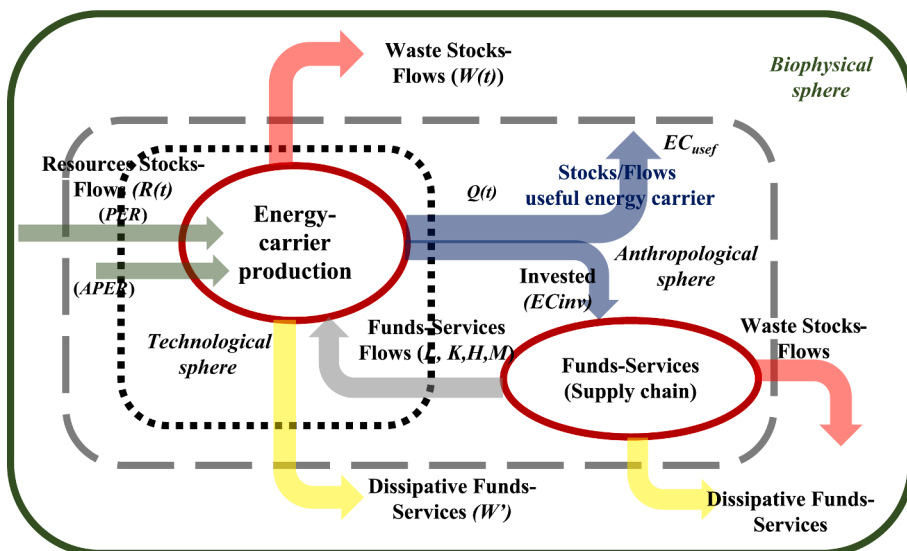 Waste Stocks-
Flows (W(t))
Biophysical
sphere
Resources Stocks-
Flows (R(t)
(PER)
(APER)
Energy-
carrier
production
Q(t)
EC_usef
Stocks/Flows
useful energy carrier
Invested
(ECinv)
Anthropological
sphere
Technological
sphere
Funds-Services
Flows (L, K,H,M)
Funds-Services
(Supply chain)
Waste Stocks-
Flows
Dissipative Funds-
Services (W')
Dissipative Funds-
Services